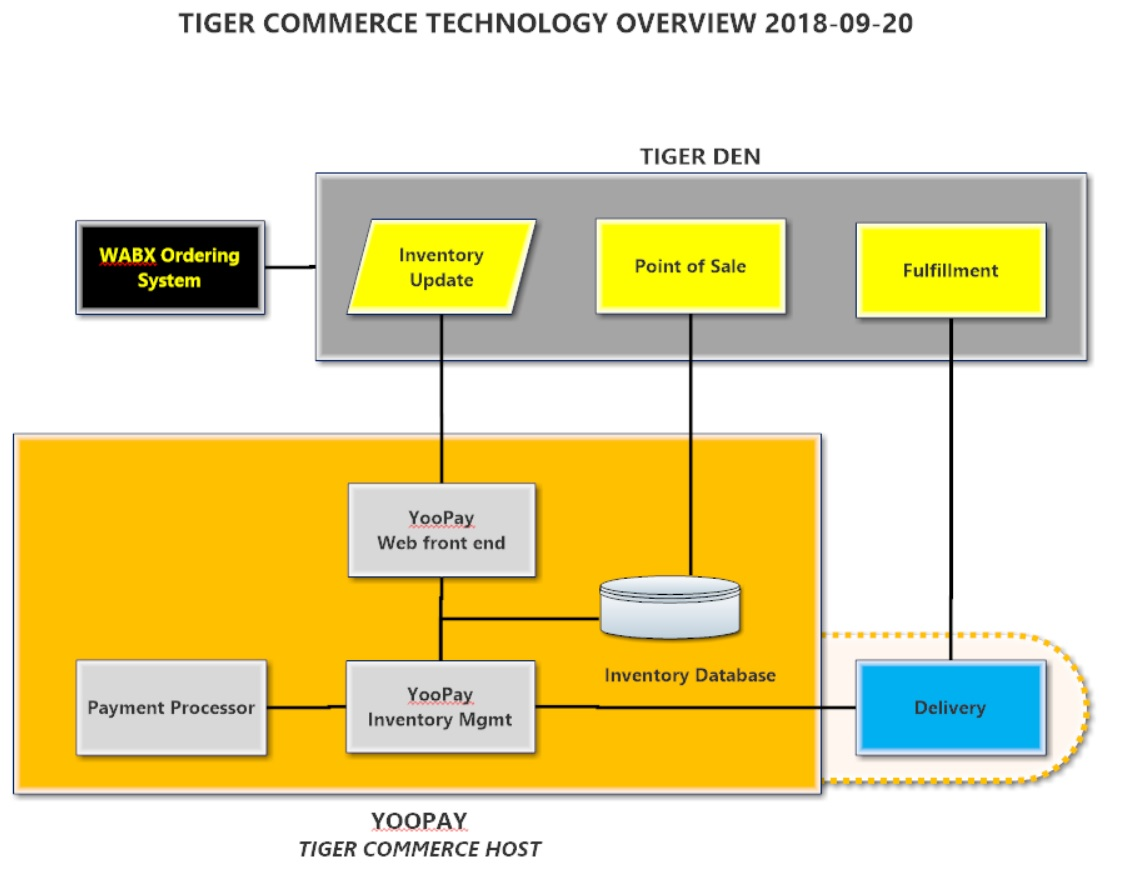 TIGER COMMERCE TECHNOLOGY OVERVIEW 2018-09-20
TIGER DEN
WABX Ordering
System
Inventory
Update
Point of Sale
Fulfillment
YooPay
Web front end
Inventory Database
Payment Processor
YooPay
Inventory Mgmt
Delivery
YOOPAY
TIGER COMMERCE HOST